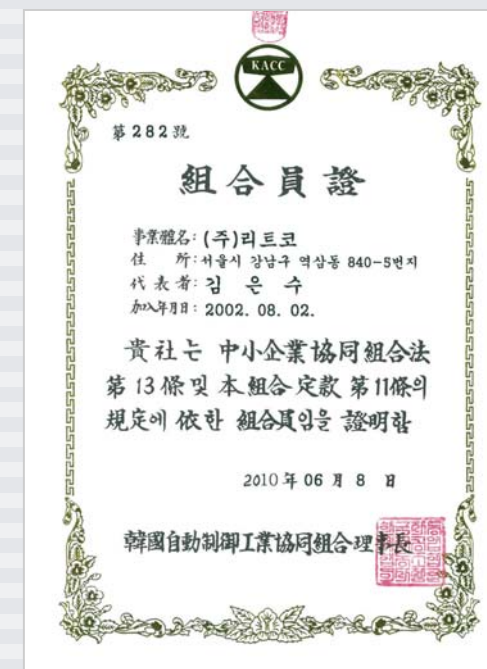 KACC
第282號
組合員證
事業體名: (주)리트코
住 所: 서울시 강남구 역삼동 840-5번지
代表者: 김 은 수
加入年月日: 2002. 08. 02.
貴社는 中小企業協同組合法
第 13 條 및 本組合定款 第11條의
規定에 依한 組合員임을 證明함
2010 年 06 月 8 日
韓國自動制御工業協同組合理事長